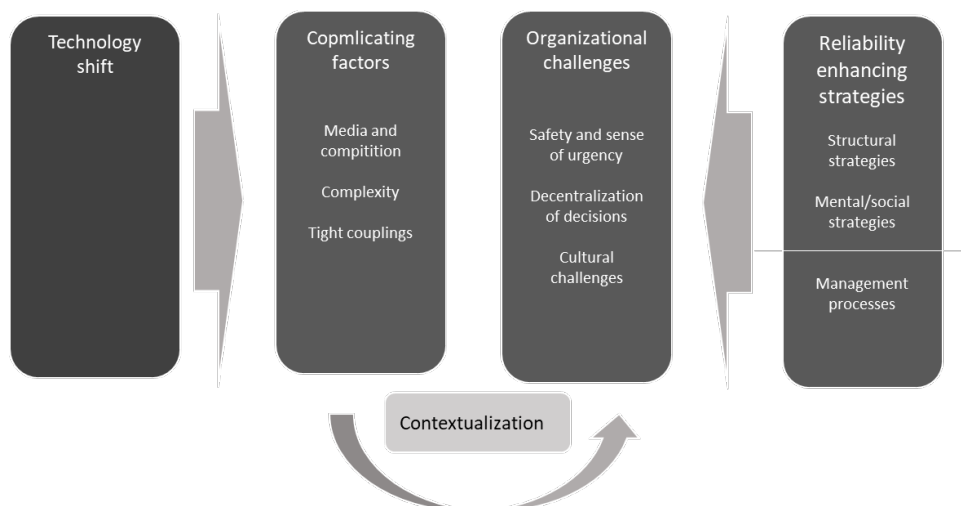 Technology
shift
Copmlicating
factors
Media and
compitition
Complexity
Tight couplings
Organizational
challenges
Safety and sense
of urgency
Decentralization
of decisions
Cultural
challenges
Reliability
enhancing
strategies
Structural
strategies
Mental/social
strategies
Management
processes
Contextualization